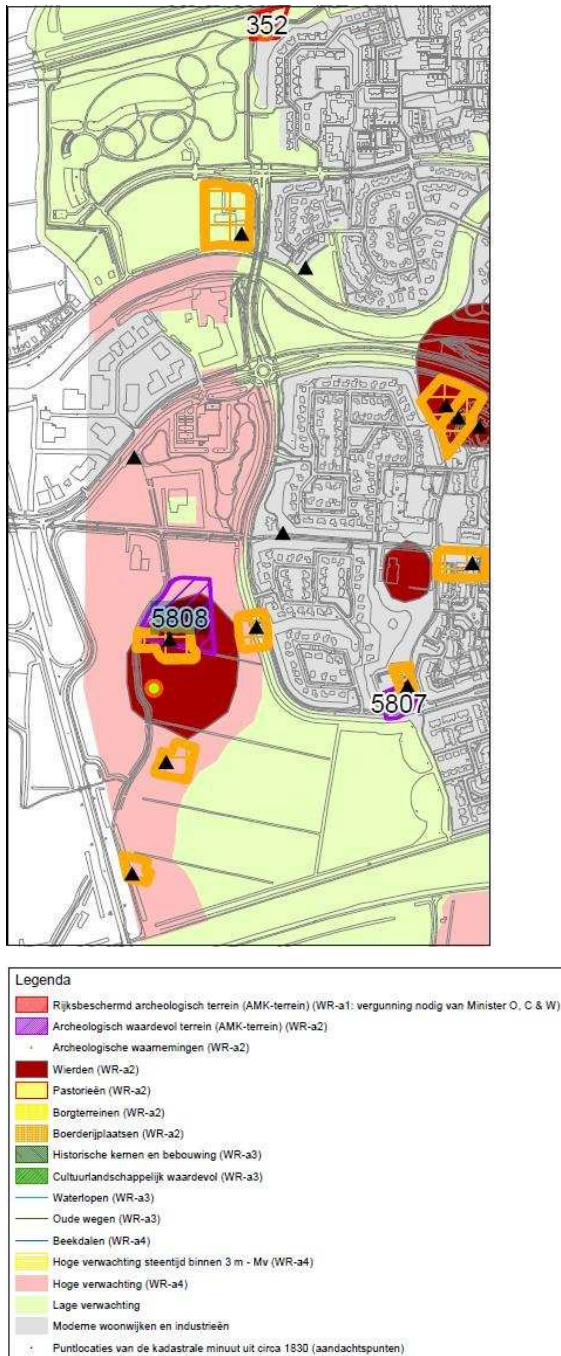 352
5808
5807
Legenda
Rijksbeschermd archeologisch terrein (AMK-terrein) (WR-a1: vergunning nodig van Minister O, C & W)
Archeologisch waardevol terrein (AMK-terrein) (WR-a2)
Archeologische waarnemingen (WR-a2)
Wierden (WR-a2)
Pastorieën (WR-a2)
Borgterreinen (WR-a2)
Boerderijplaatsen (WR-a2)
Historische kernen en bebouwing (WR-a3)
Cultuurlandschappelijk waardevol (WR-a3)
Waterlopen (WR-a3)
Oude wegen (WR-a3)
Beekdalen (WR-a4)
Hoge verwachting steentijd binnen 3 m - Mv (WR-a4)
Hoge verwachting (WR-a4)
Lage verwachting
Moderne woonwijken en industrieën
Puntlocaties van de kadastrale minuut uit circa 1830 (aandachtspunten)